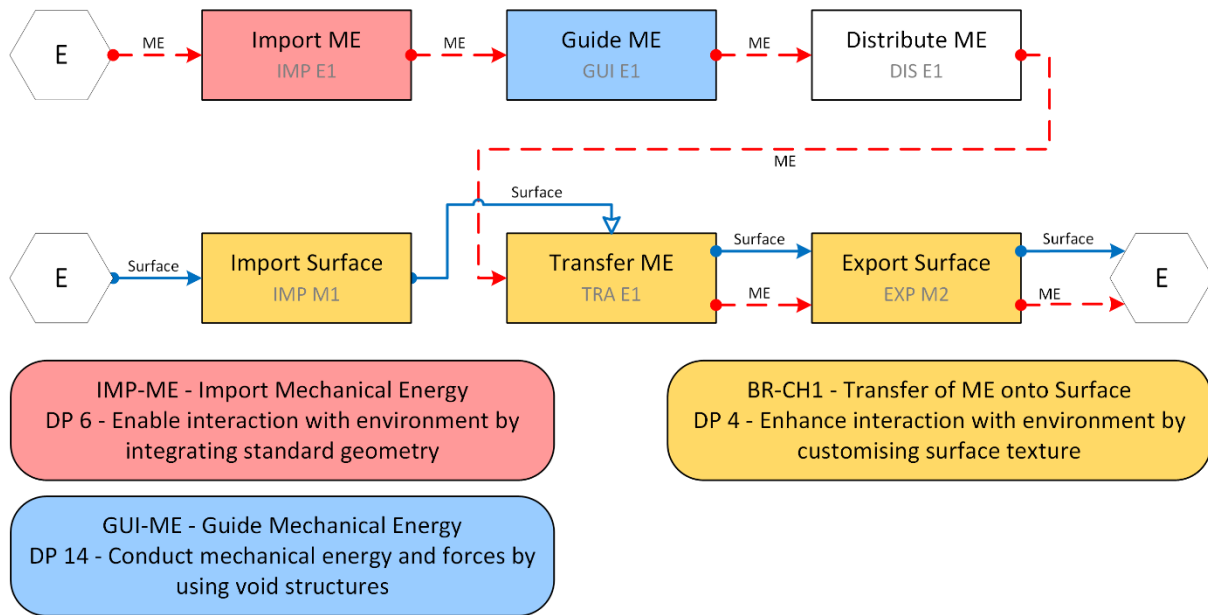 E
ME
Import ME
IMP E1
ME
Guide ME
GUI E1
ME
Distribute ME
DIS E1
ME
E
Surface
Import Surface
IMP M1
Surface
Transfer ME
TRA E1
Surface
ME
Export Surface
EXP M2
Surface
ME
E
IMP-ME - Import Mechanical Energy
DP 6 - Enable interaction with environment by
integrating standard geometry
BR-CH1 - Transfer of ME onto Surface
DP 4 - Enhance interaction with environment by
customising surface texture
GUI-ME - Guide Mechanical Energy
DP 14 - Conduct mechanical energy and forces by
using void structures